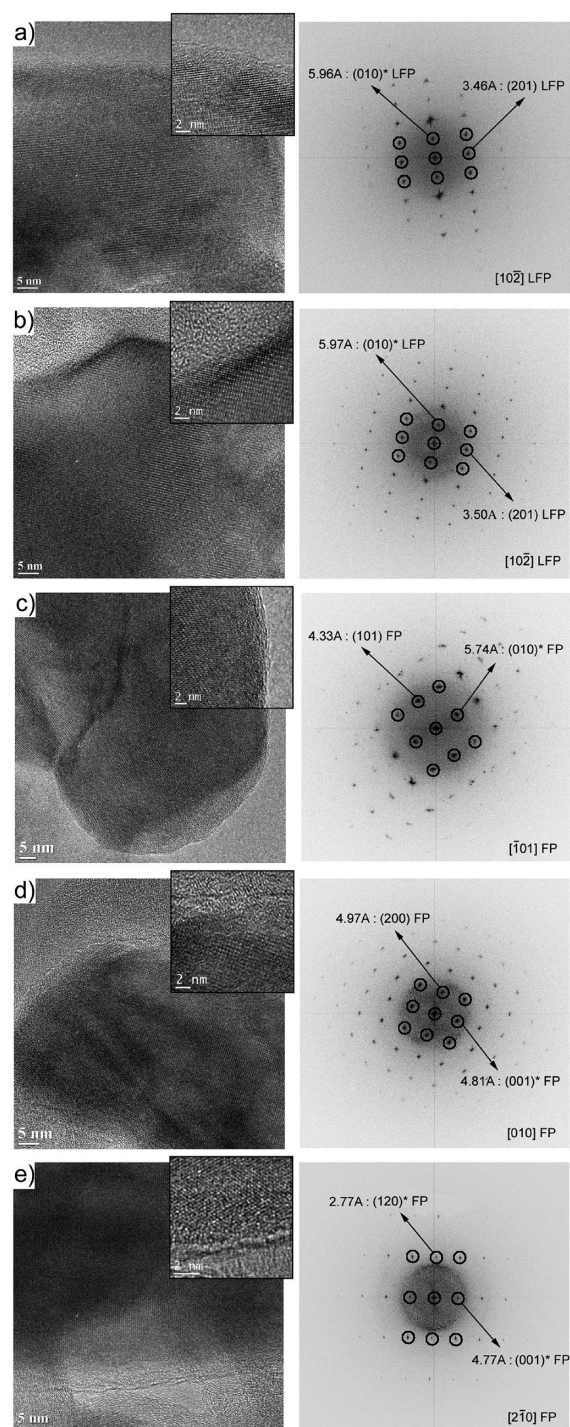 a)
2 nm
5 nm
5.96A : (010)* LFP
3.46A : (201) LFP
[102̅] LFP
b)
2 nm
5 nm
5.97A : (010)* LFP
3.50A : (201) LFP
[102̅] LFP
c)
2 nm
5 nm
4.33A : (101) FP
5.74A : (010)* FP
[1̅01] FP
d)
2 nm
5 nm
4.97A : (200) FP
4.81A : (001)* FP
[010] FP
e)
2 nm
5 nm
2.77A : (120)* FP
4.77A : (001)* FP
[21̅0] FP